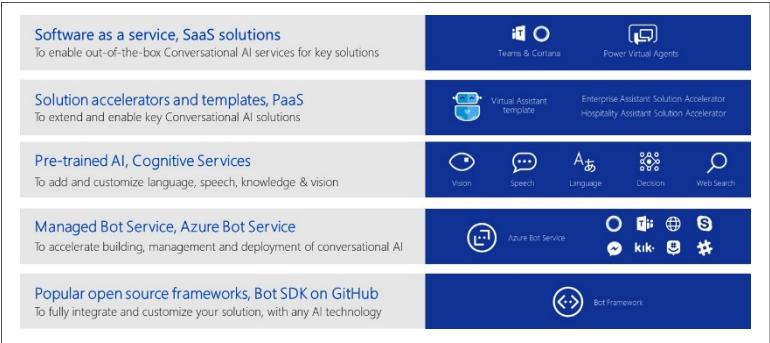 Software as a service, SaaS solutions
To enable out-of-the-box Conversational AI services for key solutions
Teams & Cortana
Power Virtual Agents
Solution accelerators and templates, PaaS
To extend and enable key Conversational AI solutions
Virtual Assistant
template
Enterprise Assistant Solution Accelerator
Hospitality Assistant Solution Accelerator
Pre-trained AI, Cognitive Services
To add and customize language, speech, knowledge & vision
Vision
Speech
Aあ
Language
Decision
Web Search
Managed Bot Service, Azure Bot Service
To accelerate building, management and deployment of conversational AI
Azure Bot Service
kik·
Popular open source frameworks, Bot SDK on GitHub
To fully integrate and customize your solution, with any AI technology
Bot Framework